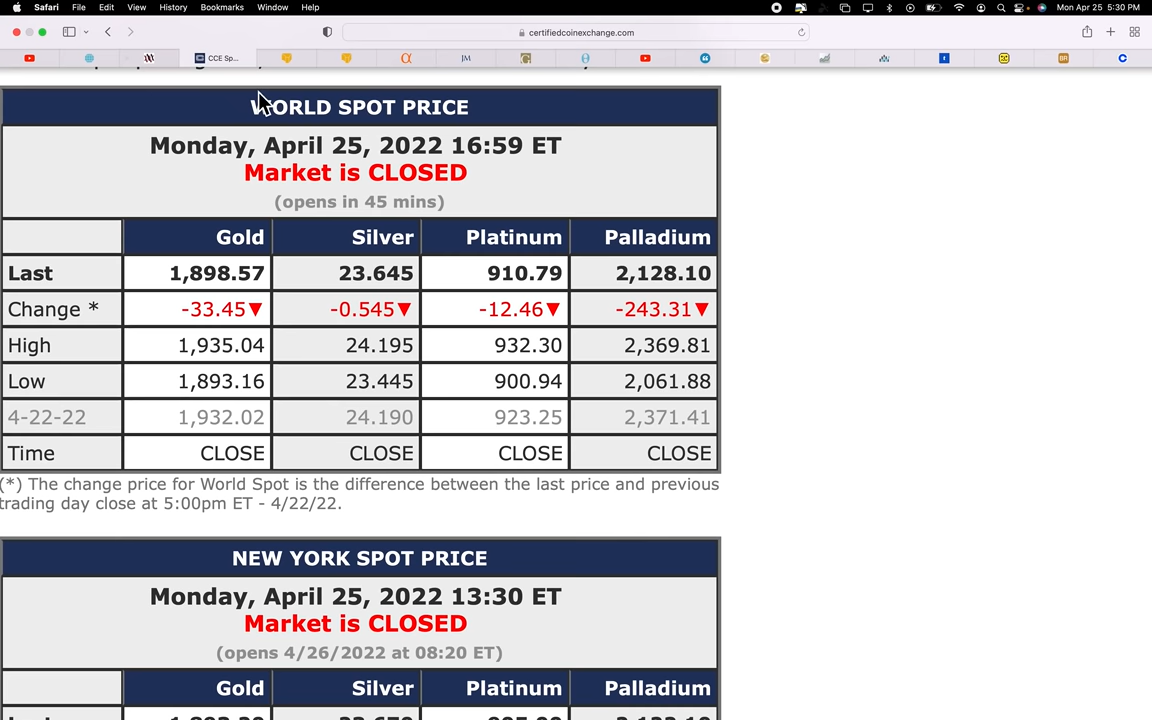 Safari File Edit View History Bookmarks Window Help Mon Apr 25 5:30 PM
certifiedcoinexchange.com
JM CCE Sp...
WORLD SPOT PRICE
Monday, April 25, 2022 16:59 ET
Market is CLOSED
(opens in 45 mins)
Gold Silver Platinum Palladium
Last 1,898.57 23.645 910.79 2,128.10
Change * -33.45▼ -0.545▼ -12.46▼ -243.31▼
High 1,935.04 24.195 932.30 2,369.81
Low 1,893.16 23.445 900.94 2,061.88
4-22-22 1,932.02 24.190 923.25 2,371.41
Time CLOSE CLOSE CLOSE CLOSE
(*) The change price for World Spot is the difference between the last price and previous
trading day close at 5:00pm ET - 4/22/22.
NEW YORK SPOT PRICE
Monday, April 25, 2022 13:30 ET
Market is CLOSED
(opens 4/26/2022 at 08:20 ET)
Gold Silver Platinum Palladium